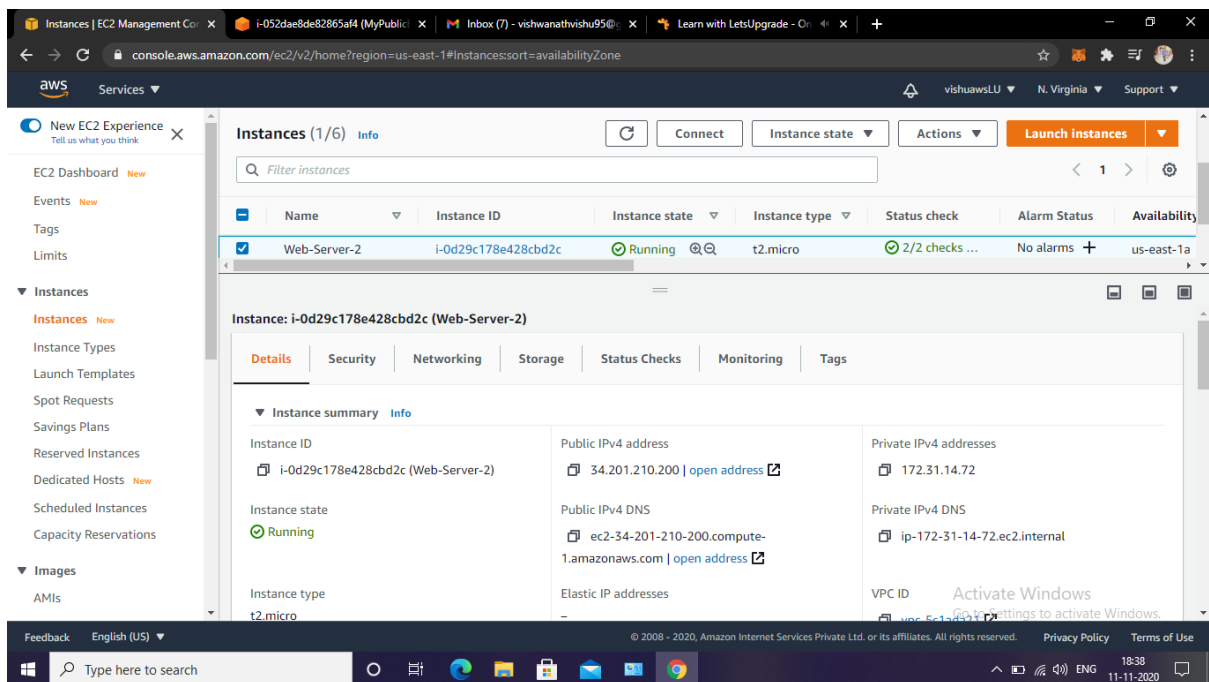 Instances | EC2 Management Cor
i-052dae8de82865af4 (MyPublicI
Inbox (7) - vishwanathvishu95@g
Learn with LetsUpgrade - On
console.aws.amazon.com/ec2/v2/home?region=us-east-1#Instances:sort=availabilityZone
aws Services vishuawsLU N. Virginia Support
New EC2 Experience
Tell us what you think
EC2 Dashboard New
Events New
Tags
Limits
Instances
Instances New
Instance Types
Launch Templates
Spot Requests
Savings Plans
Reserved Instances
Dedicated Hosts New
Scheduled Instances
Capacity Reservations
Images
AMIs
Instances (1/6) Info Connect Instance state Actions Launch instances
Filter instances 1
Name Instance ID Instance state Instance type Status check Alarm Status Availability
Web-Server-2 i-0d29c178e428cbd2c Running t2.micro 2/2 checks ... No alarms + us-east-1a
Instance: i-0d29c178e428cbd2c (Web-Server-2)
Details Security Networking Storage Status Checks Monitoring Tags
Instance summary Info
Instance ID
i-0d29c178e428cbd2c (Web-Server-2)
Public IPv4 address
34.201.210.200 | open address
Private IPv4 addresses
172.31.14.72
Instance state
Running
Public IPv4 DNS
ec2-34-201-210-200.compute-
1.amazonaws.com | open address
Private IPv4 DNS
ip-172-31-14-72.ec2.internal
Instance type
t2.micro
Elastic IP addresses
–
VPC ID
Activate Windows
Go to Settings to activate Windows.
Feedback English (US) © 2008 - 2020, Amazon Internet Services Private Ltd. or its affiliates. All rights reserved. Privacy Policy Terms of Use
Type here to search
ENG
18:38
11-11-2020